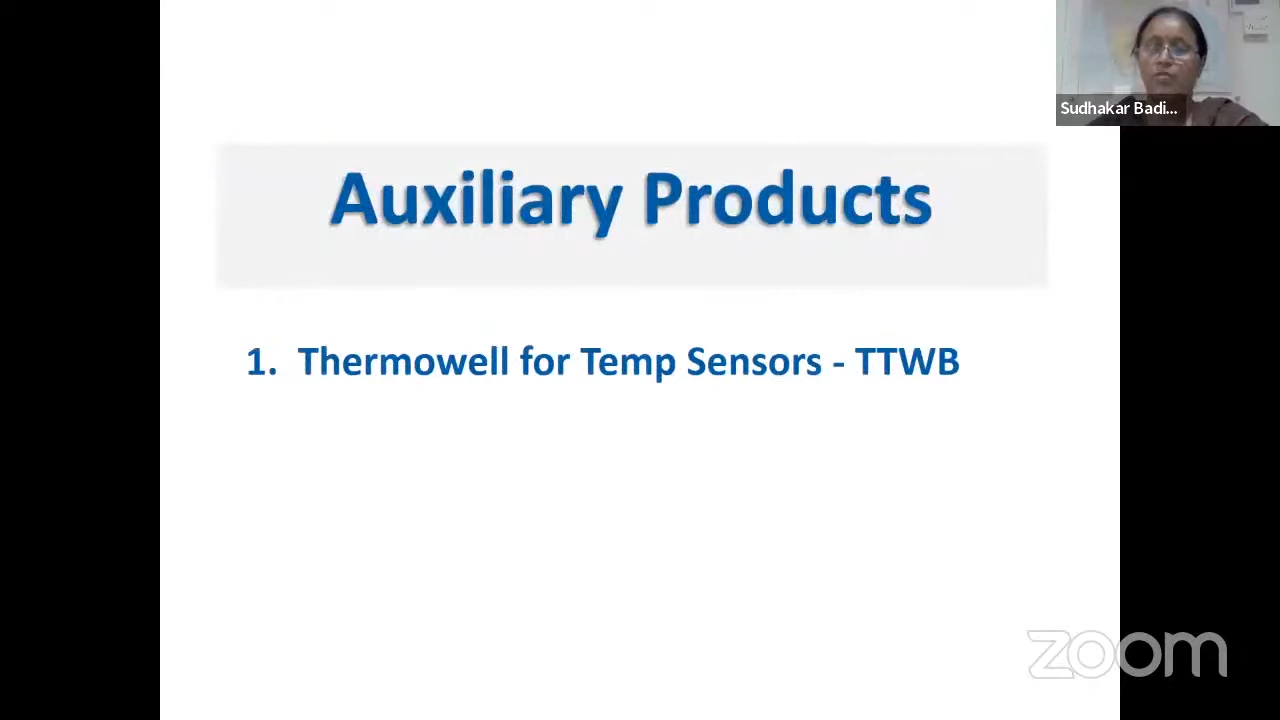 Sudhakar Badi...
Auxiliary Products
1. Thermowell for Temp Sensors - TTWB
zoom